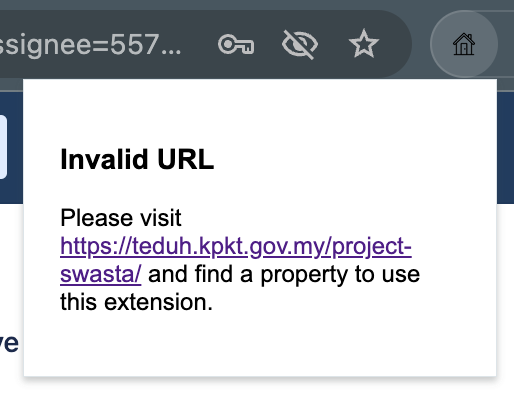 ssignee=557...
Invalid URL
Please visit
https://teduh.kpkt.gov.my/project-
swasta/ and find a property to use
this extension.
ve